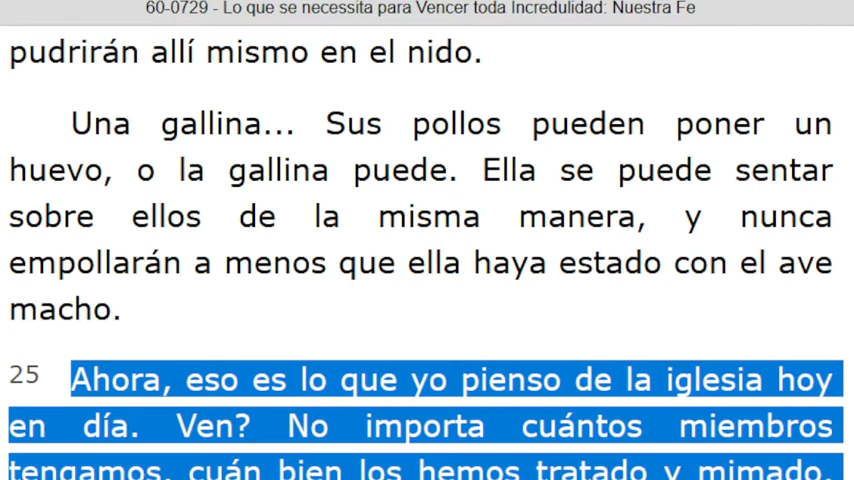 60-0729 - Lo que se necessita para Vencer toda Incredulidad: Nuestra Fe
pudrirán allí mismo en el nido.
Una gallina... Sus pollos pueden poner un
huevo, o la gallina puede. Ella se puede sentar
sobre ellos de la misma manera, y nunca
empollarán a menos que ella haya estado con el ave
macho.
25 Ahora, eso es lo que yo pienso de la iglesia hoy
en día. Ven? No importa cuántos miembros
tengamos, cuán bien los hemos tratado y mimado,